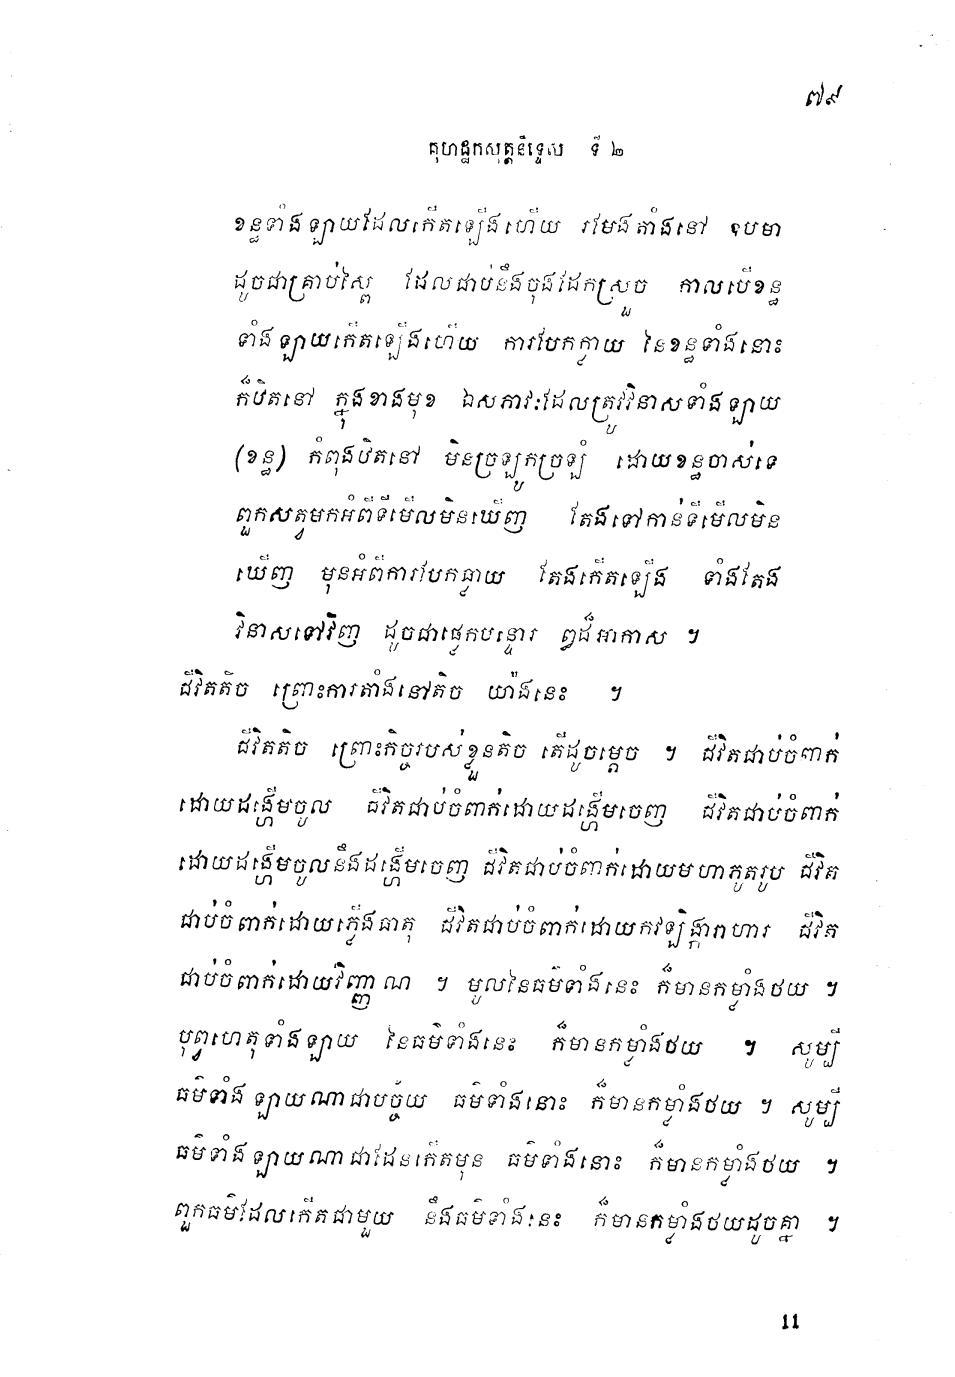 ៧៩
គុហដ្ឋកសុត្តនិទ្ទេស ទី ២
ខន្ធទាំងឡាយដែលកើតឡើងហើយ រមែងតាំងនៅ ឧបមា
ដូចជាគ្រាប់ស្ពៃ ដែលជាប់នឹងចុងដែកស្រួច កាលបើខន្ធ
ទាំងឡាយកើតឡើងហើយ ការបែកធ្លាយ នៃខន្ធទាំងនោះ
ក៏ឋិតនៅ ក្នុងខាងមុខ ឯសភាវៈដែលត្រូវវិនាសទាំងឡាយ
(ខន្ធ) កំពុងឋិតនៅ មិនច្រឡូកច្រឡំ ដោយខន្ធចាស់ទេ
ពួកសត្វមកអំពីទីមើលមិនឃើញ តែងទៅកាន់ទីមើលមិន
ឃើញ មុនអំពីការបែកធ្លាយ តែងកើតឡើង ទាំងតែង
វិនាសទៅវិញ ដូចជាផ្លេកបន្ទោរ ឰដ៏អាកាស ។
ជីវិតតិច ព្រោះការតាំងនៅតិច យ៉ាងនេះ ។
ជីវិតតិច ព្រោះកិច្ចរបស់ខ្លួនតិច តើដូចម្តេច ។ ជីវិតជាប់ចំពាក់
ដោយដង្ហើមចូល ជីវិតជាប់ចំពាក់ដោយដង្ហើមចេញ ជីវិតជាប់ចំពាក់
ដោយដង្ហើមចូលនឹងដង្ហើមចេញ ជីវិតជាប់ចំពាក់ដោយមហាភូតរូប ជីវិត
ជាប់ចំពាក់ដោយភ្លើងធាតុ ជីវិតជាប់ចំពាក់ដោយកវឡិង្ការាហារ ជីវិត
ជាប់ចំពាក់ដោយវិញ្ញាណ ។ មូលនៃធម៌ទាំងនេះ ក៏មានកម្លាំងថយ ។
បុព្វហេតុទាំងឡាយ នៃធម៌ទាំងនេះ ក៏មានកម្លាំងថយ ។ សូម្បី
ធម៌ទាំងឡាយណាជាបច្ច័យ ធម៌ទាំងនោះ ក៏មានកម្លាំងថយ ។ សូម្បី
ធម៌ទាំងឡាយណាជាដែនកើតមុន ធម៌ទាំងនោះ ក៏មានកម្លាំងថយ ។
ពួកធម៌ដែលកើតជាមួយ នឹងធម៌ទាំងនេះ ក៏មានកម្លាំងថយដូចគ្នា ។
11